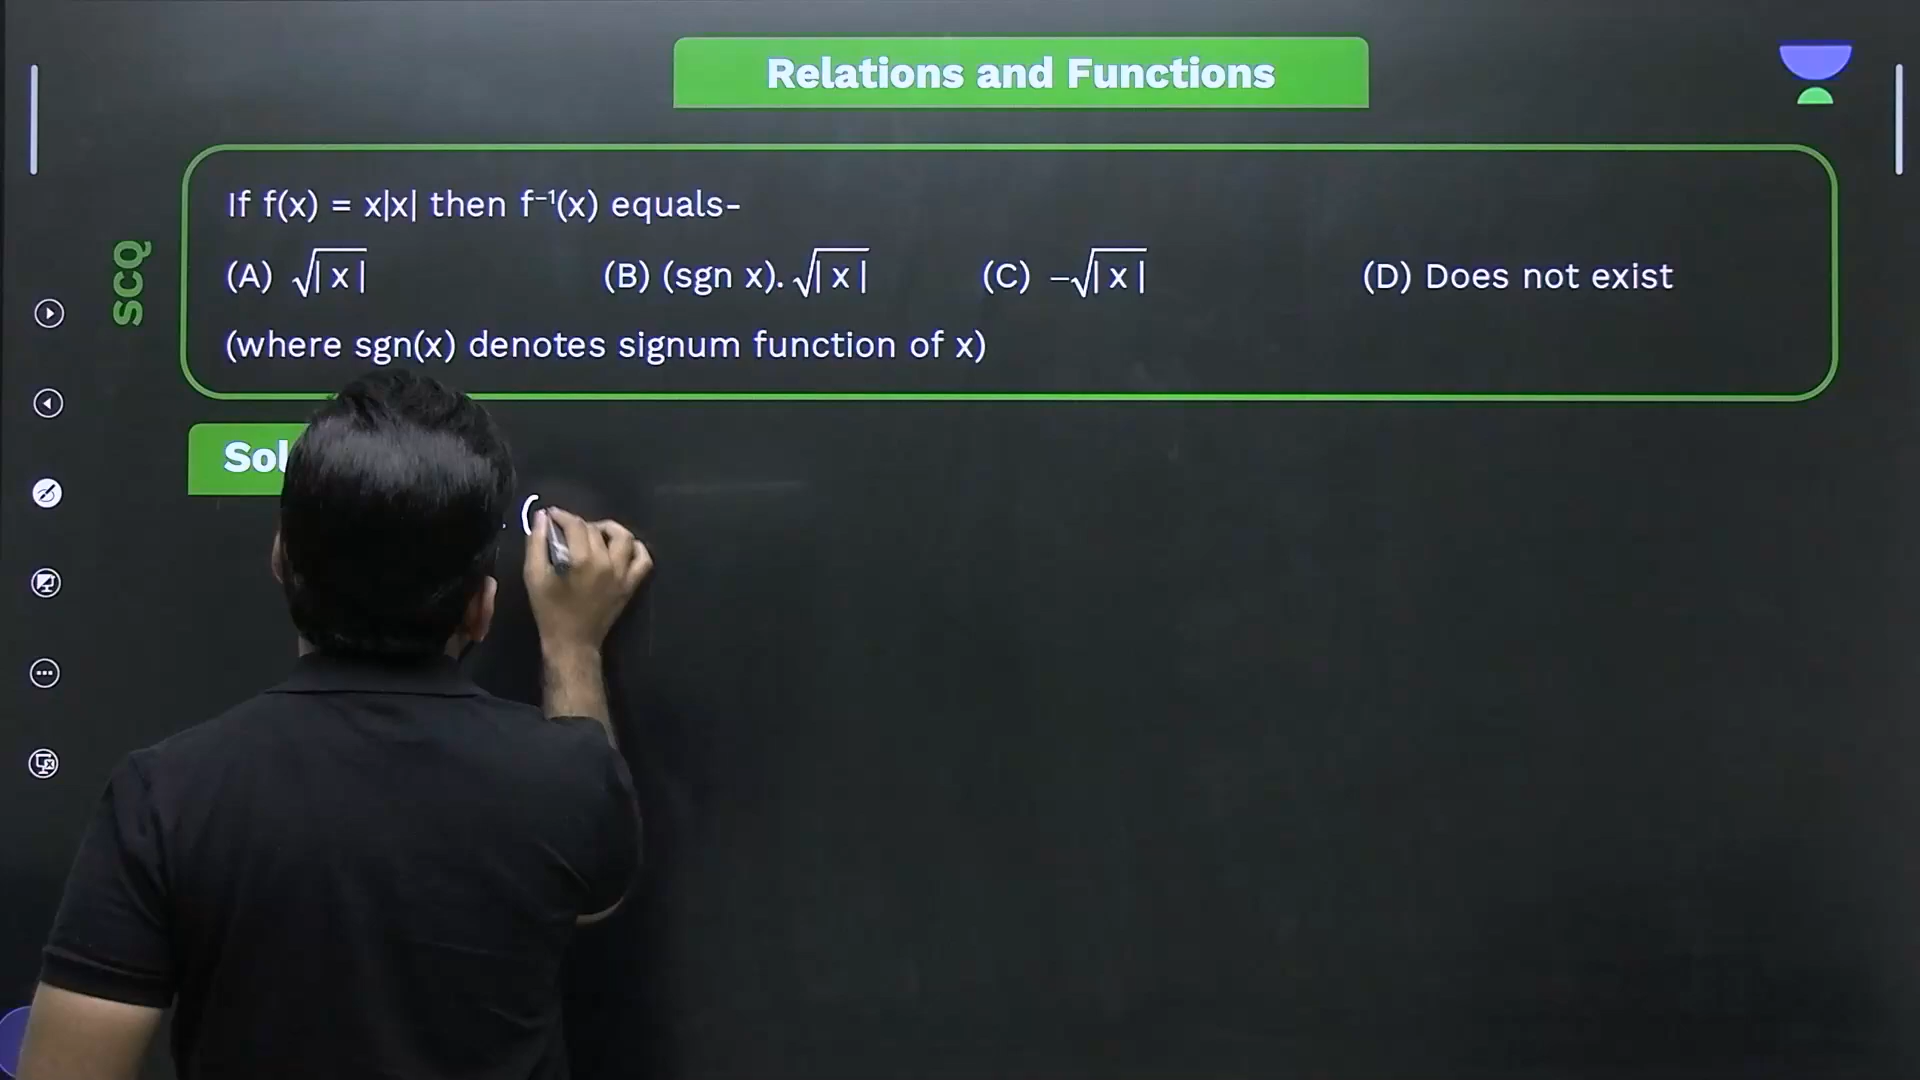 Relations and Functions
SCQ
If f(x) = x|x| then f⁻¹(x) equals-
(A) √|x| (B) (sgn x). √|x| (C) –√|x| (D) Does not exist
(where sgn(x) denotes signum function of x)
Sol
(